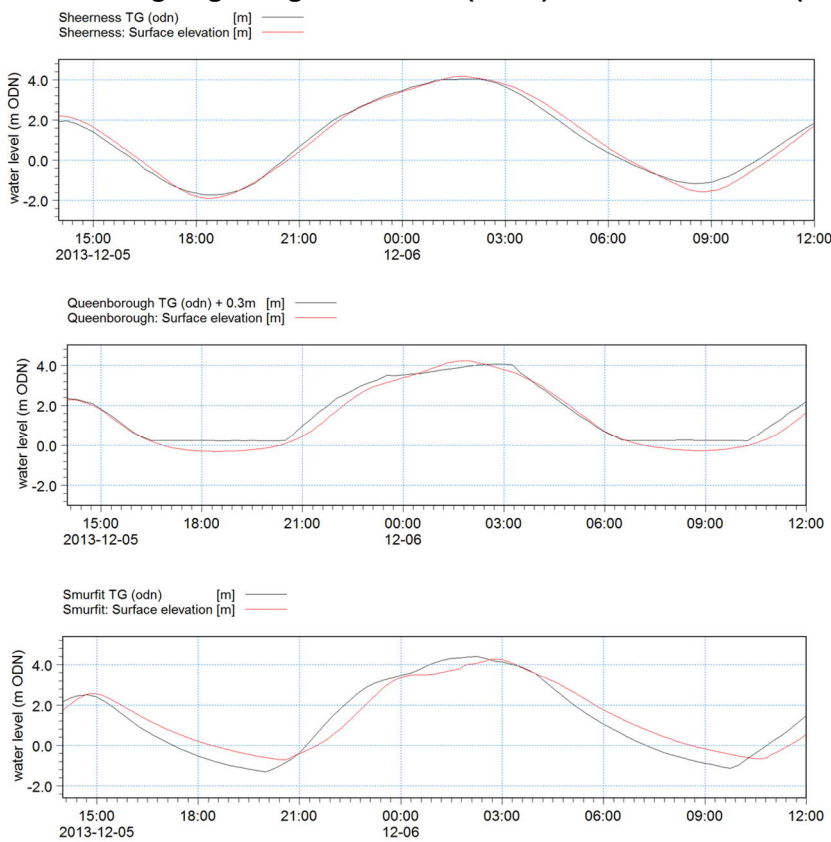 Sheerness TG (odn) [m]
Sheerness: Surface elevation [m]
water level (m ODN)
4.0
2.0
0.0
-2.0
15:00 18:00 21:00 00:00 03:00 06:00 09:00 12:00
2013-12-05 12-06
Queenborough TG (odn) + 0.3m [m]
Queenborough: Surface elevation [m]
water level (m ODN)
4.0
2.0
0.0
-2.0
15:00 18:00 21:00 00:00 03:00 06:00 09:00 12:00
2013-12-05 12-06
Smurfit TG (odn) [m]
Smurfit: Surface elevation [m]
water level (m ODN)
4.0
2.0
0.0
-2.0
15:00 18:00 21:00 00:00 03:00 06:00 09:00 12:00
2013-12-05 12-06